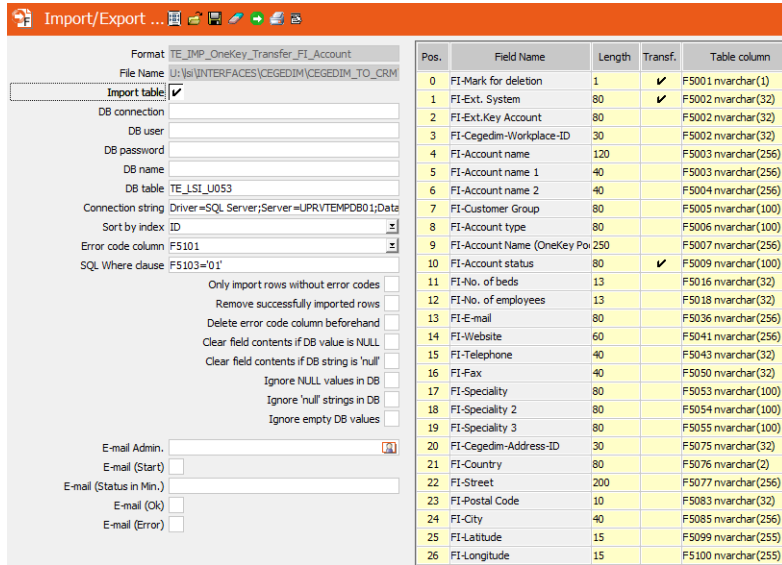 Import/Export ...
Format TE_IMP_OneKey_Transfer_FI_Account
File Name U:\lsi\INTERFACES\CEGEDIM\CEGEDIM_TO_CRM
Import table
DB connection
DB user
DB password
DB name
DB table TE_LSI_U053
Connection string Driver=SQL Server;Server=UPRVTEMPDB01;Data
Sort by index ID
Error code column F5101
SQL Where clause F5103='01'
Only import rows without error codes
Remove successfully imported rows
Delete error code column beforehand
Clear field contents if DB value is NULL
Clear field contents if DB string is 'null'
Ignore NULL values in DB
Ignore 'null' strings in DB
Ignore empty DB values
E-mail Admin.
E-mail (Start)
E-mail (Status in Min.)
E-mail (Ok)
E-mail (Error)
Pos. Field Name Length Transf. Table column
0 FI-Mark for deletion 1 ✔ F5001 nvarchar(1)
1 FI-Ext. System 80 ✔ F5002 nvarchar(32)
2 FI-Ext.Key Account 80 F5002 nvarchar(32)
3 FI-Cegedim-Workplace-ID 30 F5002 nvarchar(32)
4 FI-Account name 120 F5003 nvarchar(256)
5 FI-Account name 1 40 F5003 nvarchar(256)
6 FI-Account name 2 40 F5004 nvarchar(256)
7 FI-Customer Group 80 F5005 nvarchar(100)
8 FI-Account type 80 F5006 nvarchar(100)
9 FI-Account Name (OneKey Po 250 F5007 nvarchar(256)
10 FI-Account status 80 ✔ F5009 nvarchar(100)
11 FI-No. of beds 13 F5016 nvarchar(32)
12 FI-No. of employees 13 F5018 nvarchar(32)
13 FI-E-mail 80 F5036 nvarchar(256)
14 FI-Website 60 F5041 nvarchar(256)
15 FI-Telephone 40 F5043 nvarchar(32)
16 FI-Fax 40 F5050 nvarchar(32)
17 FI-Speciality 80 F5053 nvarchar(100)
18 FI-Speciality 2 80 F5054 nvarchar(100)
19 FI-Speciality 3 80 F5055 nvarchar(100)
20 FI-Cegedim-Address-ID 30 F5075 nvarchar(32)
21 FI-Country 80 F5076 nvarchar(2)
22 FI-Street 200 F5077 nvarchar(256)
23 FI-Postal Code 10 F5083 nvarchar(32)
24 FI-City 40 F5085 nvarchar(256)
25 FI-Latitude 15 F5099 nvarchar(255)
26 FI-Longitude 15 F5100 nvarchar(255)